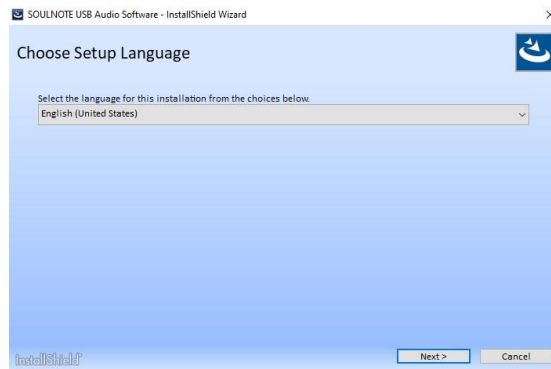 SOULNOTE USB Audio Software - InstallShield Wizard
Choose Setup Language
Select the language for this installation from the choices below.
English (United States)
InstallShield
Next >
Cancel